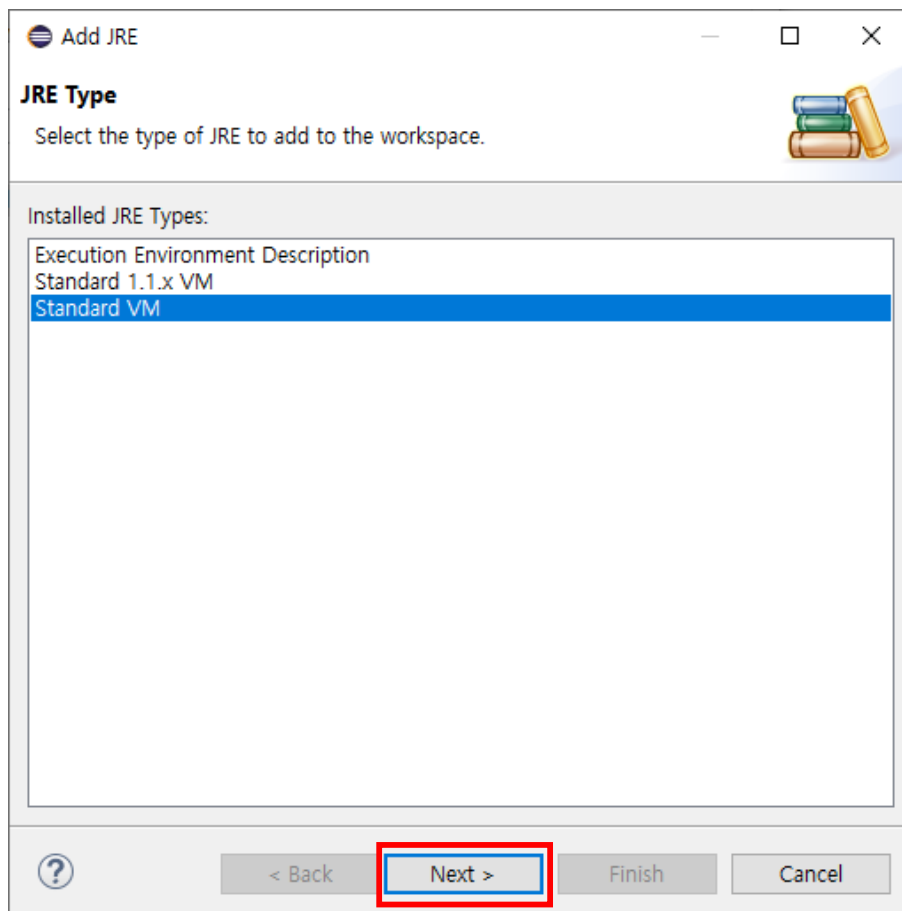 Add JRE
JRE Type
Select the type of JRE to add to the workspace.
Installed JRE Types:
Execution Environment Description
Standard 1.1.x VM
Standard VM
?
< Back
Next >
Finish
Cancel